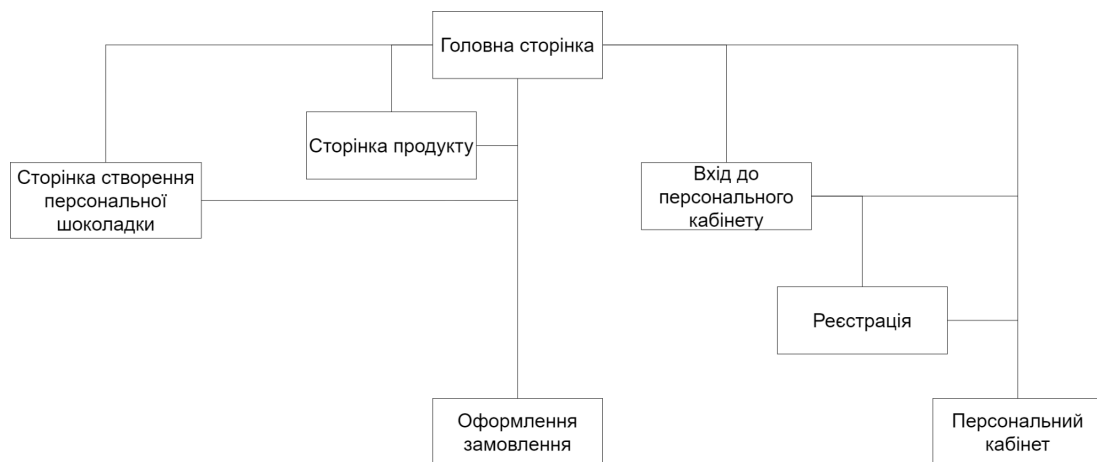 Головна сторінка
Сторінка продукту
Сторінка створення
персональної
шоколадки
Вхід до
персонального
кабінету
Реєстрація
Оформлення
замовлення
Персональний
кабінет